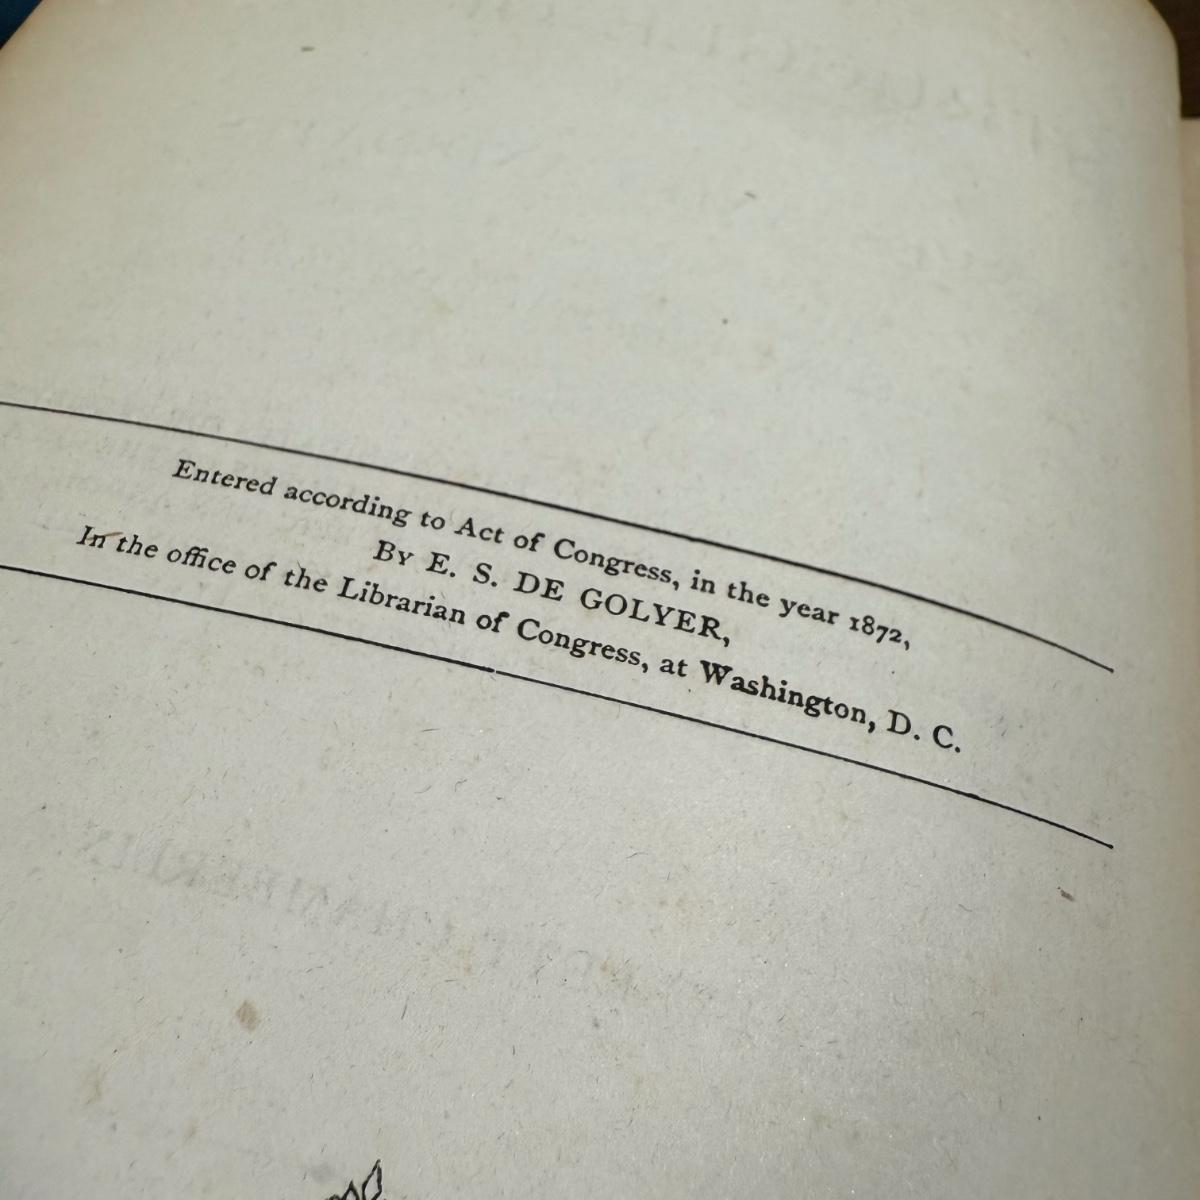 Entered according to Act of Congress, in the year 1872,
By E. S. DE GOLYER,
In the office of the Librarian of Congress, at Washington, D. C.